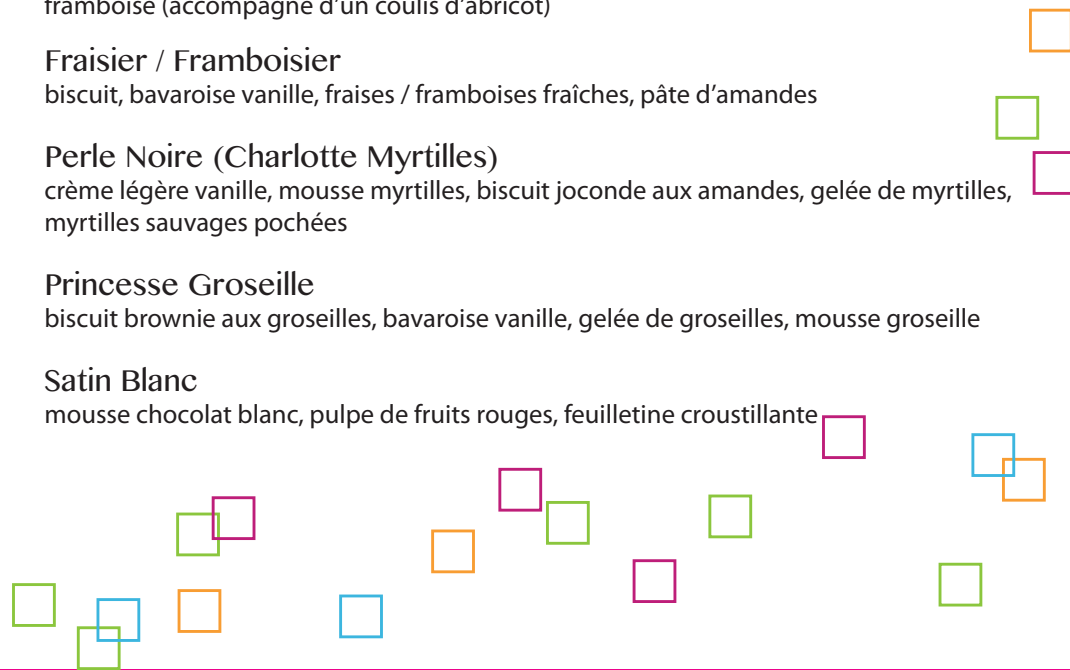 framboise (accompagné d'un coulis d'abricot)
Fraisier / Framboisier
biscuit, bavaroise vanille, fraises / framboises fraîches, pâte d'amandes
Perle Noire (Charlotte Myrtilles)
crème légère vanille, mousse myrtilles, biscuit joconde aux amandes, gelée de myrtilles,
myrtilles sauvages pochées
Princesse Groseille
biscuit brownie aux groseilles, bavaroise vanille, gelée de groseilles, mousse groseille
Satin Blanc
mousse chocolat blanc, pulpe de fruits rouges, feuilletine croustillante